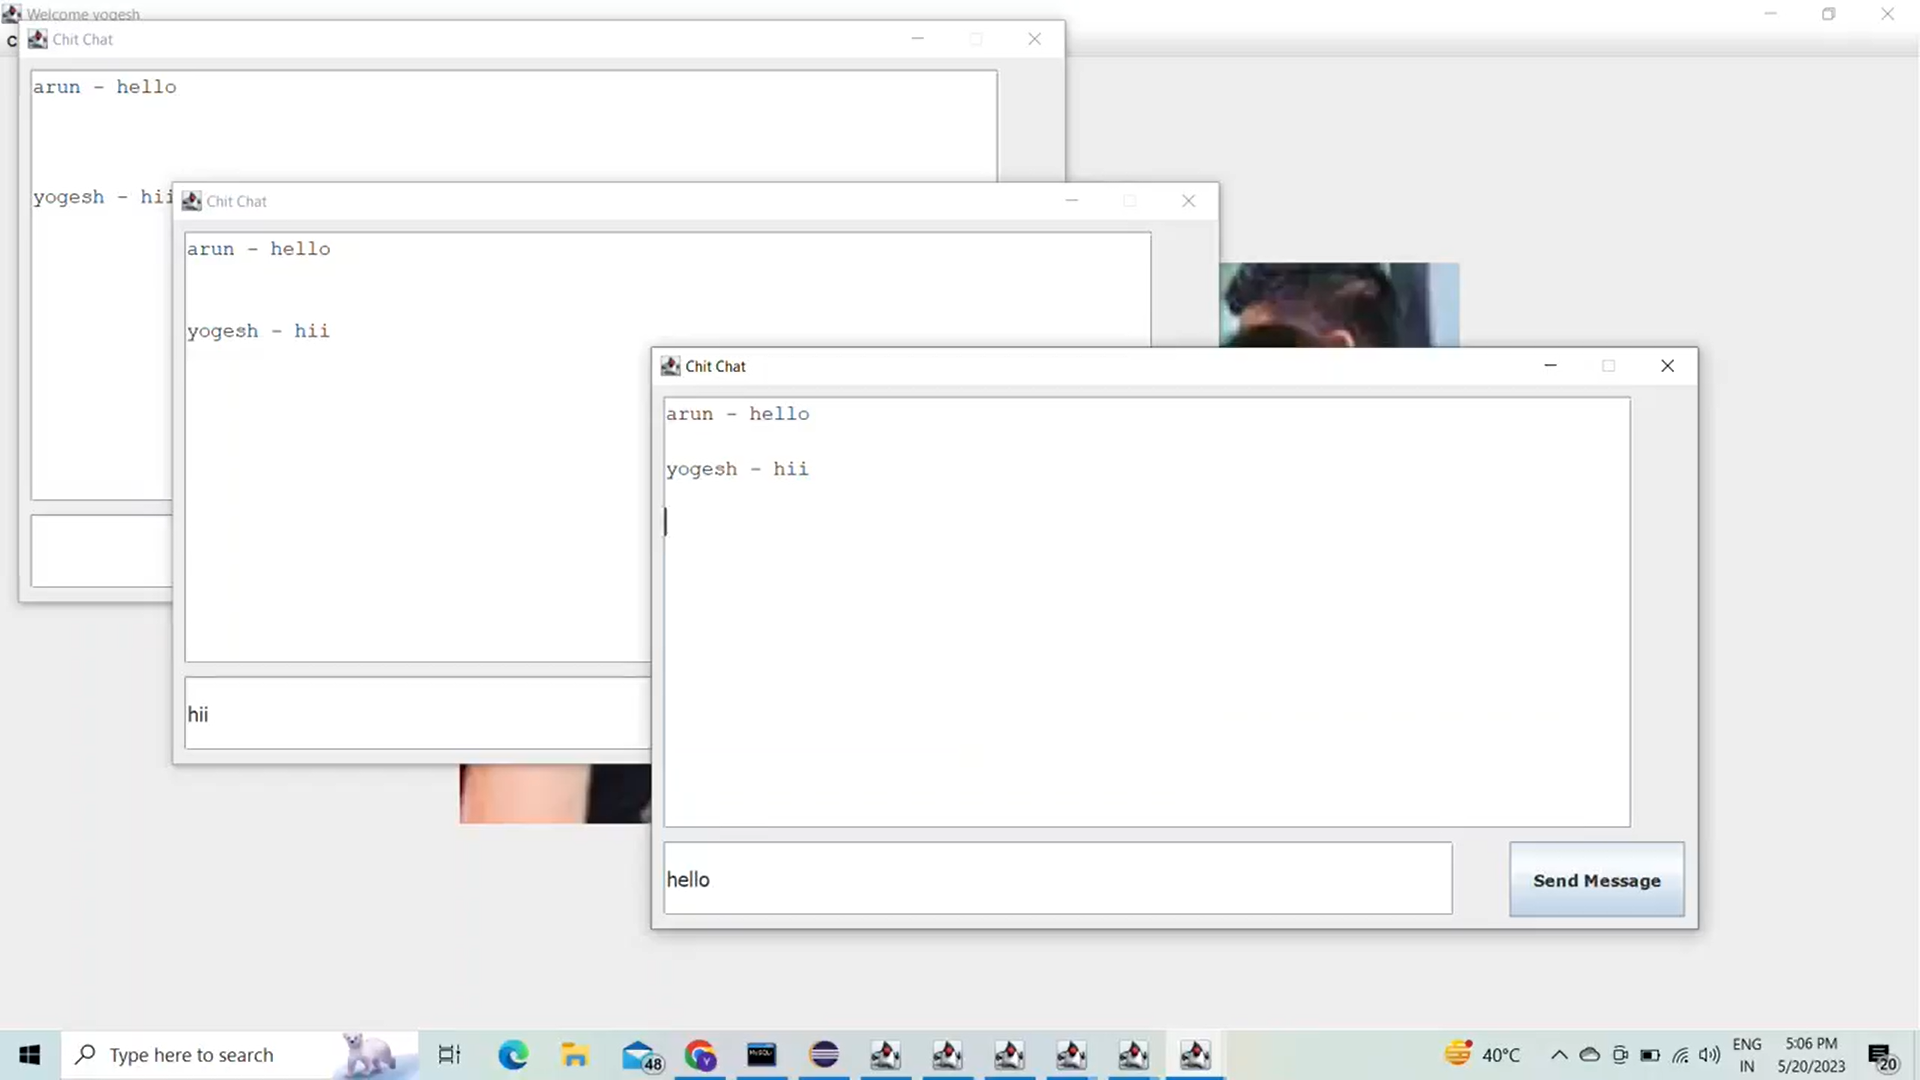 Welcome yogesh
Chit Chat
arun - hello
yogesh - hii
Chit Chat
arun - hello
yogesh - hii
hii
Chit Chat
arun - hello
yogesh - hii
hello
Send Message
Type here to search
48
Y
MySQL
40°C
ENG
IN
5:06 PM
5/20/2023
20